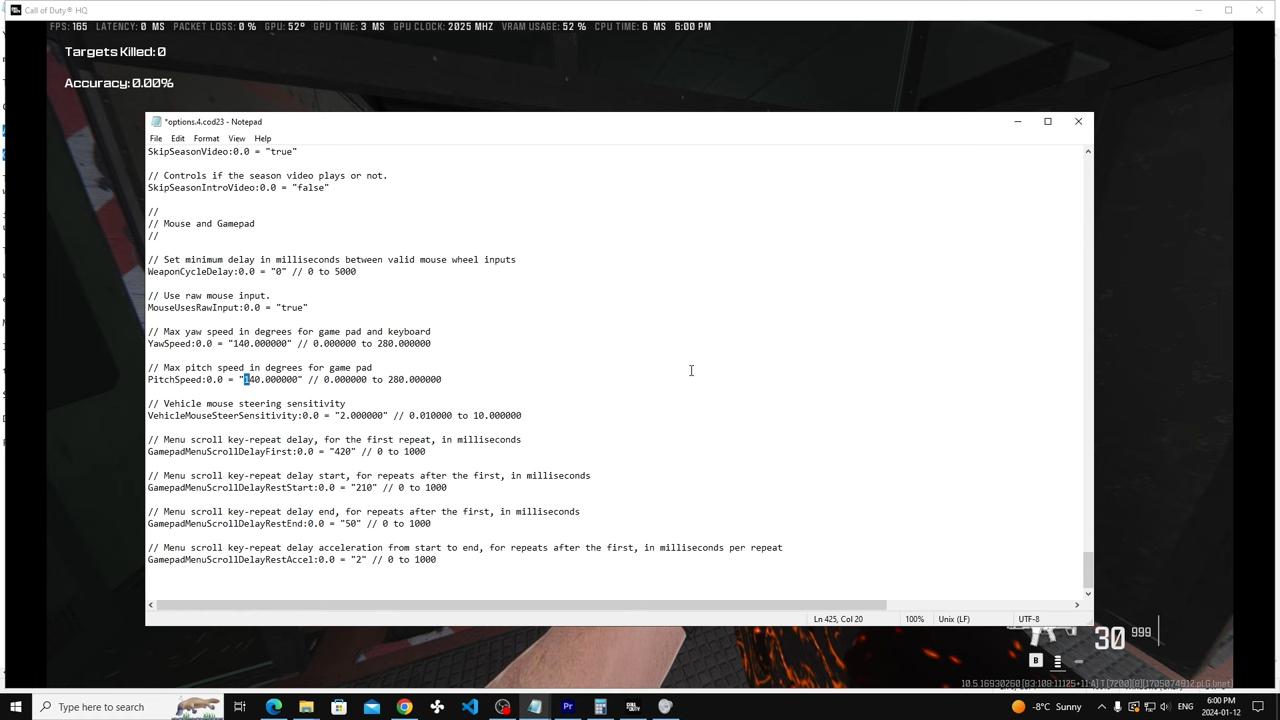 Call of Duty® HQ
FPS: 165 LATENCY: 0 MS PACKET LOSS: 0 % GPU: 52° GPU TIME: 3 MS GPU CLOCK: 2025 MHZ VRAM USAGE: 52 % CPU TIME: 6 MS 6:00 PM
Targets Killed: 0
Accuracy: 0.00%
*options.4.cod23 - Notepad
File Edit Format View Help
SkipSeasonVideo:0.0 = "true"
// Controls if the season video plays or not.
SkipSeasonIntroVideo:0.0 = "false"
//
// Mouse and Gamepad
//
// Set minimum delay in milliseconds between valid mouse wheel inputs
WeaponCycleDelay:0.0 = "0" // 0 to 5000
// Use raw mouse input.
MouseUsesRawInput:0.0 = "true"
// Max yaw speed in degrees for game pad and keyboard
YawSpeed:0.0 = "140.000000" // 0.000000 to 280.000000
// Max pitch speed in degrees for game pad
PitchSpeed:0.0 = "140.000000" // 0.000000 to 280.000000
// Vehicle mouse steering sensitivity
VehicleMouseSteerSensitivity:0.0 = "2.000000" // 0.010000 to 10.000000
// Menu scroll key-repeat delay, for the first repeat, in milliseconds
GamepadMenuScrollDelayFirst:0.0 = "420" // 0 to 1000
// Menu scroll key-repeat delay start, for repeats after the first, in milliseconds
GamepadMenuScrollDelayRestStart:0.0 = "210" // 0 to 1000
// Menu scroll key-repeat delay end, for repeats after the first, in milliseconds
GamepadMenuScrollDelayRestEnd:0.0 = "50" // 0 to 1000
// Menu scroll key-repeat delay acceleration from start to end, for repeats after the first, in milliseconds per repeat
GamepadMenuScrollDelayRestAccel:0.0 = "2" // 0 to 1000
Ln 425, Col 20 100% Unix (LF) UTF-8
30 999
B
Type here to search
-8°C Sunny
ENG
6:00 PM
2024-01-12